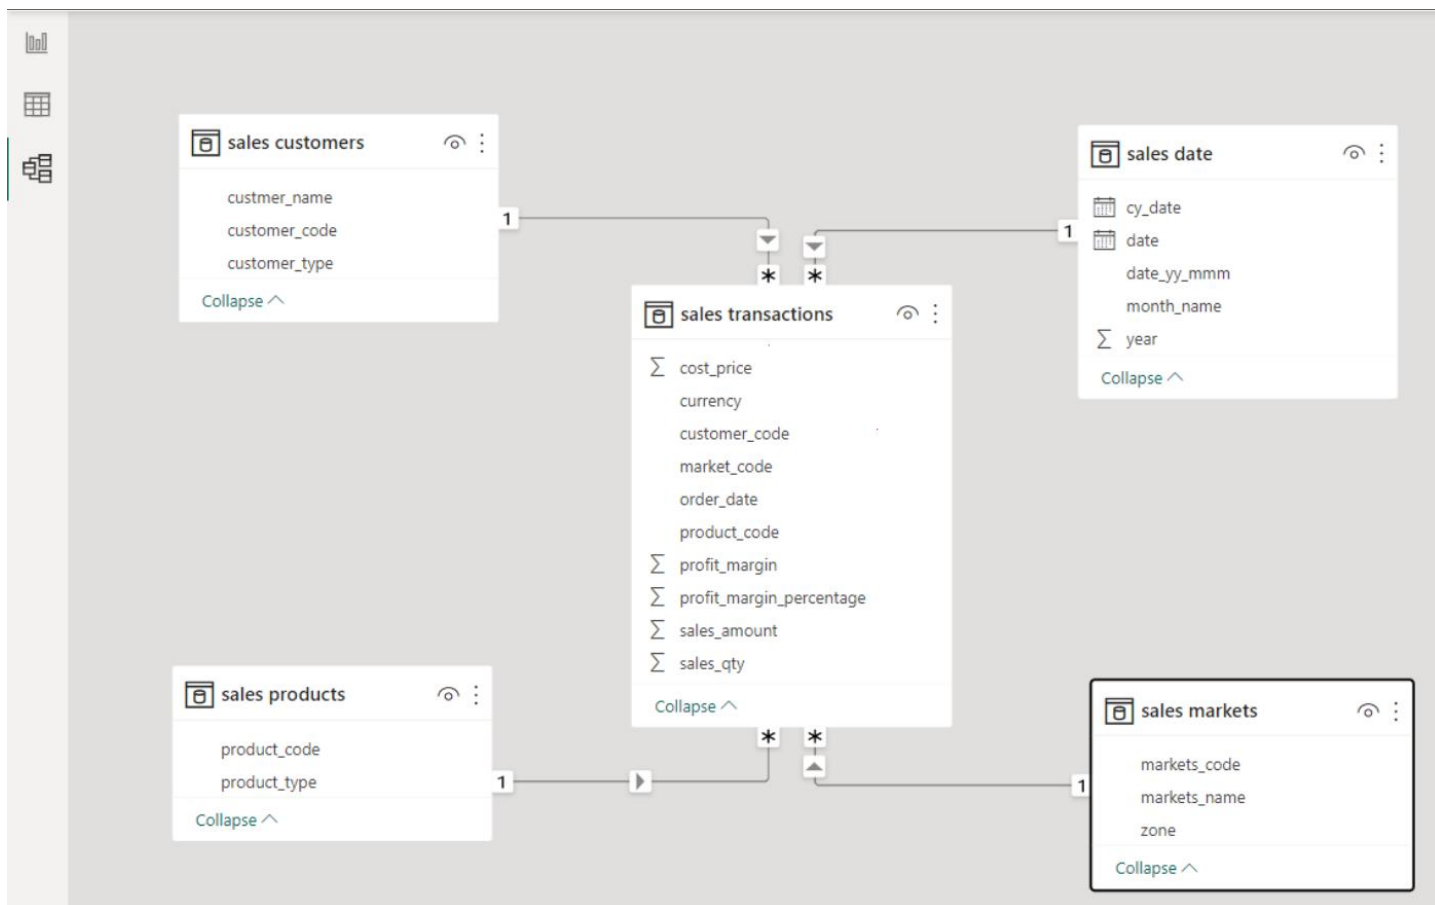 sales customers
custmer_name
customer_code
customer_type
Collapse
1
*
sales date
cy_date
date
date_yy_mmm
month_name
Σ year
Collapse
1
*
sales transactions
Σ cost_price
currency
customer_code
market_code
order_date
product_code
Σ profit_margin
Σ profit_margin_percentage
Σ sales_amount
Σ sales_qty
Collapse
sales products
product_code
product_type
Collapse
1
*
sales markets
markets_code
markets_name
zone
Collapse
1
*